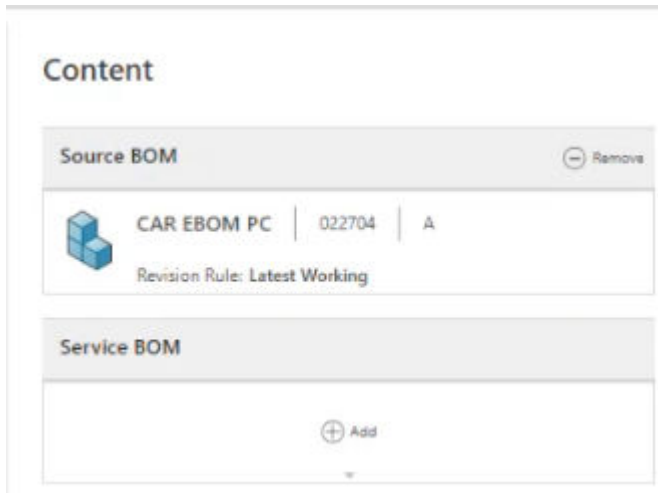 Content
Source BOM
Remove
CAR EBOM PC 022704 A
Revision Rule: Latest Working
Service BOM
Add